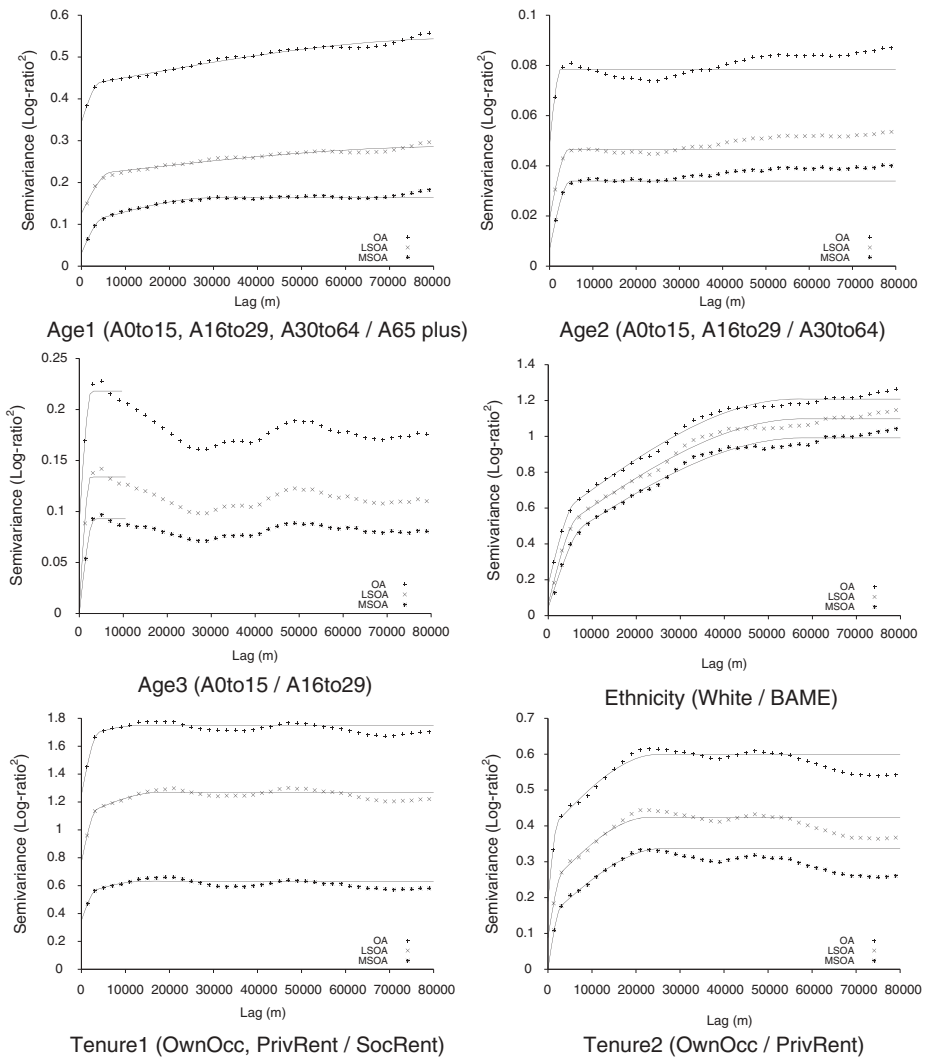 0.6
0.5
0.4
0.3
0.2
0.1
0
Semivariance (Log-ratio²)
OA
LSOA
MSOA
0 10000 20000 30000 40000 50000 60000 70000 80000
Lag (m)
Age1 (A0to15, A16to29, A30to64 / A65 plus)
0.1
0.08
0.06
0.04
0.02
0
Semivariance (Log-ratio²)
OA
LSOA
MSOA
0 10000 20000 30000 40000 50000 60000 70000 80000
Lag (m)
Age2 (A0to15, A16to29 / A30to64)
0.25
0.2
0.15
0.1
0.05
0
Semivariance (Log-ratio²)
OA
LSOA
MSOA
0 10000 20000 30000 40000 50000 60000 70000 80000
Lag (m)
Age3 (A0to15 / A16to29)
1.4
1.2
1
0.8
0.6
0.4
0.2
0
Semivariance (Log-ratio²)
OA
LSOA
MSOA
0 10000 20000 30000 40000 50000 60000 70000 80000
Lag (m)
Ethnicity (White / BAME)
1.8
1.6
1.4
1.2
1
0.8
0.6
0.4
0.2
0
Semivariance (Log-ratio²)
OA
LSOA
MSOA
0 10000 20000 30000 40000 50000 60000 70000 80000
Lag (m)
Tenure1 (OwnOcc, PrivRent / SocRent)
0.7
0.6
0.5
0.4
0.3
0.2
0.1
0
Semivariance (Log-ratio²)
OA
LSOA
MSOA
0 10000 20000 30000 40000 50000 60000 70000 80000
Lag (m)
Tenure2 (OwnOcc / PrivRent)